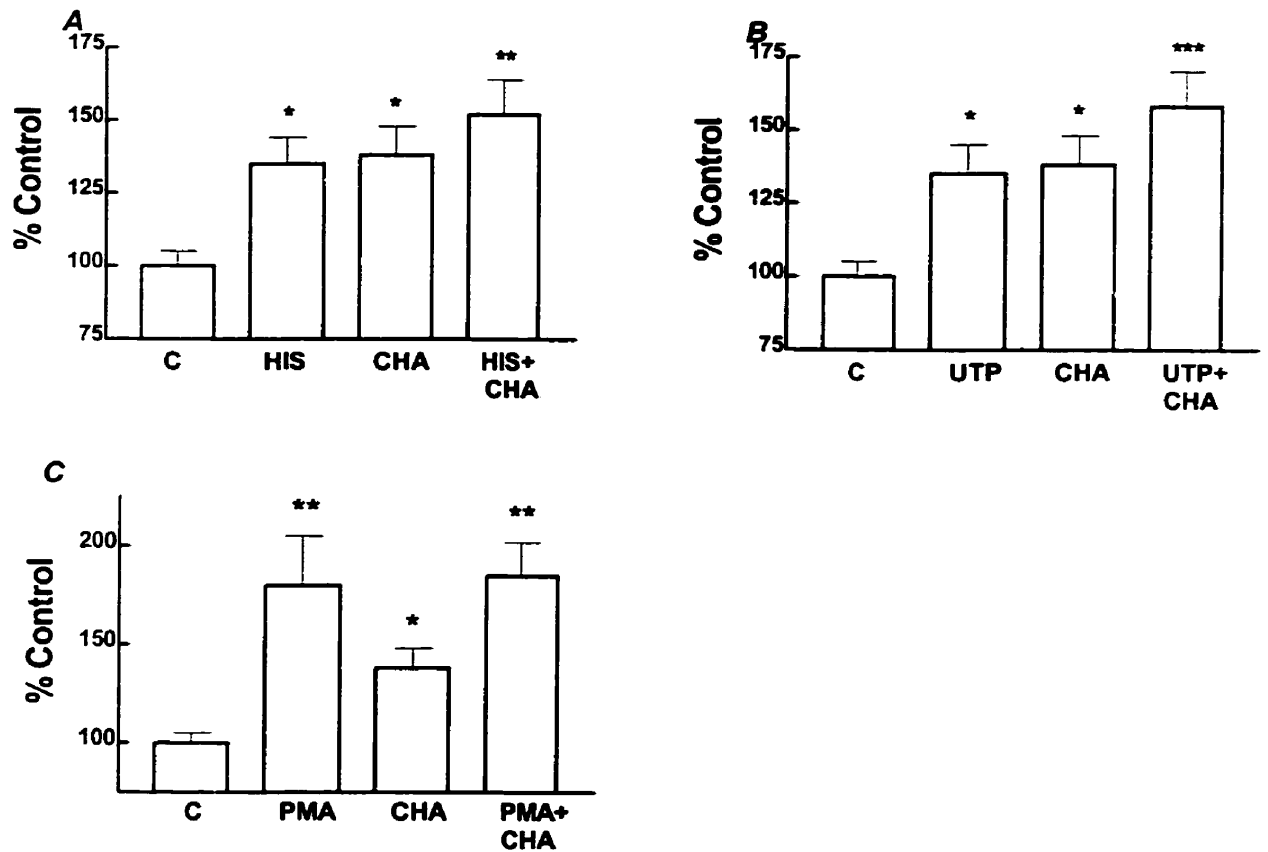 A
175
150
125
100
75
% Control
* * **
C HIS CHA HIS+
CHA
B
175
150
125
100
75
% Control
* * ***
C UTP CHA UTP+
CHA
C
200
150
100
% Control
** * **
C PMA CHA PMA+
CHA